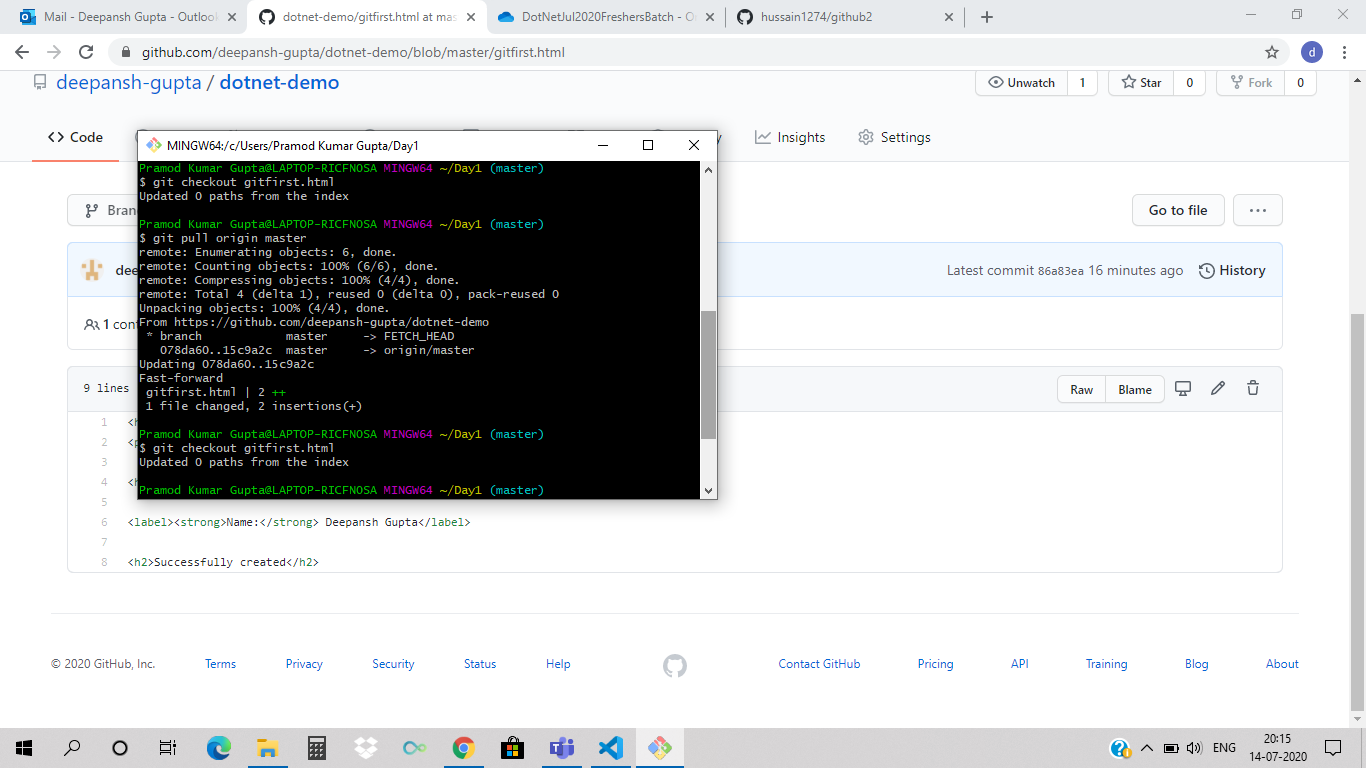 Mail - Deepansh Gupta - Outlook
dotnet-demo/gitfirst.html at mas
DotNetJul2020FreshersBatch - O
hussain1274/github2
github.com/deepansh-gupta/dotnet-demo/blob/master/gitfirst.html
d
deepansh-gupta / dotnet-demo
Unwatch 1
Star 0
Fork 0
Code
Insights
Settings
MINGW64:/c/Users/Pramod Kumar Gupta/Day1
Pramod Kumar Gupta@LAPTOP-RICFNOSA MINGW64 ~/Day1 (master)
$ git checkout gitfirst.html
Updated 0 paths from the index
Pramod Kumar Gupta@LAPTOP-RICFNOSA MINGW64 ~/Day1 (master)
$ git pull origin master
remote: Enumerating objects: 6, done.
remote: Counting objects: 100% (6/6), done.
remote: Compressing objects: 100% (4/4), done.
remote: Total 4 (delta 1), reused 0 (delta 0), pack-reused 0
Unpacking objects: 100% (4/4), done.
From https://github.com/deepansh-gupta/dotnet-demo
* branch master -> FETCH_HEAD
078da60..15c9a2c master -> origin/master
Updating 078da60..15c9a2c
Fast-forward
gitfirst.html | 2 ++
1 file changed, 2 insertions(+)
Pramod Kumar Gupta@LAPTOP-RICFNOSA MINGW64 ~/Day1 (master)
$ git checkout gitfirst.html
Updated 0 paths from the index
Pramod Kumar Gupta@LAPTOP-RICFNOSA MINGW64 ~/Day1 (master)
Bran
Go to file
...
dee
Latest commit 86a83ea 16 minutes ago
History
1 con
9 lines
Raw
Blame
1 <h
2 <p
3
4 <h
5
6 <label><strong>Name:</strong> Deepansh Gupta</label>
7
8 <h2>Successfully created</h2>
© 2020 GitHub, Inc.
Terms
Privacy
Security
Status
Help
Contact GitHub
Pricing
API
Training
Blog
About
ENG
20:15
14-07-2020